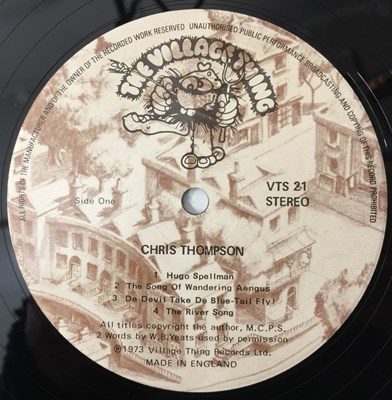 ALL RIGHTS OF THE MANUFACTURER AND OF THE OWNER OF THE RECORDED WORK RESERVED UNAUTHORISED PUBLIC PERFORMANCE BROADCASTING AND COPYING OF THIS RECORD PROHIBITED
THE VILLAGE THING
Side One
VTS 21
STEREO
CHRIS THOMPSON
1 Hugo Spellman
2 The Song Of Wandering Aengus
3 De Devil Take De Blue-Tail Fly!
4 The River Song
All titles copyright the author, M.C.P.S.
2 Words by W.B.Yeats used by permission
℗1973 Village Thing Records Ltd.
MADE IN ENGLAND